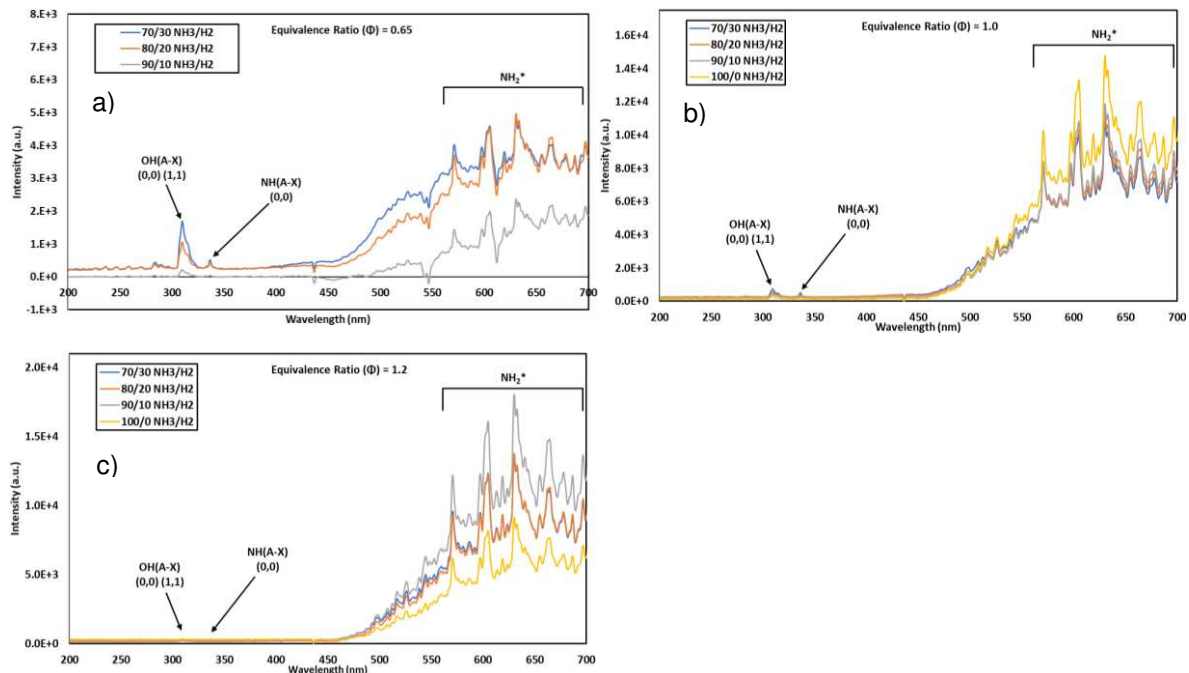 a)
Equivalence Ratio (Φ) = 0.65
70/30 NH3/H2
80/20 NH3/H2
90/10 NH3/H2
NH₂*
OH(A-X)
(0,0) (1,1)
NH(A-X)
(0,0)
Intensity (a.u.)
8.E+3
7.E+3
6.E+3
5.E+3
4.E+3
3.E+3
2.E+3
1.E+3
0.E+0
-1.E+3
200 250 300 350 400 450 500 550 600 650 700
Wavelength (nm)
b)
Equivalence Ratio (Φ) = 1.0
70/30 NH3/H2
80/20 NH3/H2
90/10 NH3/H2
100/0 NH3/H2
NH₂*
OH(A-X)
(0,0) (1,1)
NH(A-X)
(0,0)
Intensity (a.u.)
1.6E+4
1.4E+4
1.2E+4
1.0E+4
8.0E+3
6.0E+3
4.0E+3
2.0E+3
0.0E+0
200 250 300 350 400 450 500 550 600 650 700
Wavelength (nm)
c)
Equivalence Ratio (Φ) = 1.2
70/30 NH3/H2
80/20 NH3/H2
90/10 NH3/H2
100/0 NH3/H2
NH₂*
OH(A-X)
(0,0) (1,1)
NH(A-X)
(0,0)
Intensity (a.u.)
2.0E+4
1.5E+4
1.0E+4
5.0E+3
0.0E+0
200 250 300 350 400 450 500 550 600 650 700
Wavelength (nm)